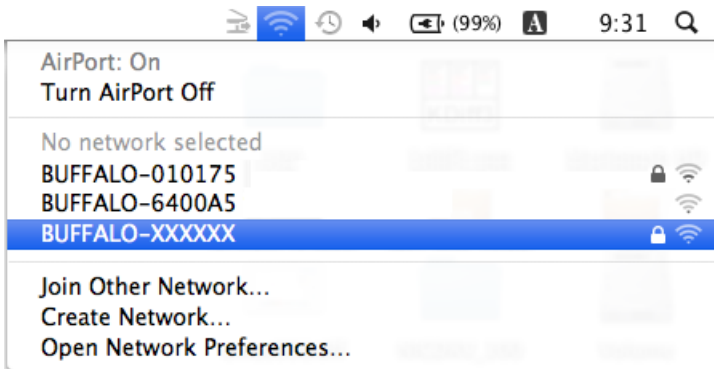 (99%) A 9:31
AirPort: On
Turn AirPort Off
No network selected
BUFFALO-010175
BUFFALO-6400A5
BUFFALO-XXXXXX
Join Other Network...
Create Network...
Open Network Preferences...